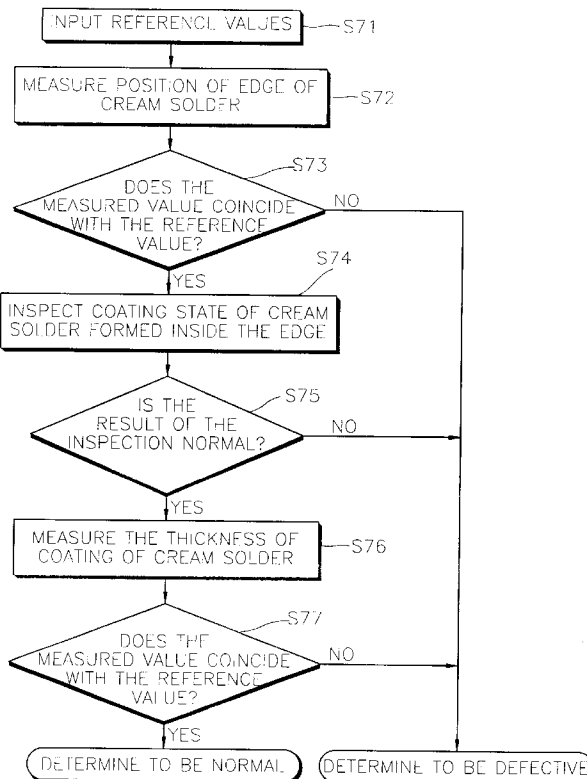 INPUT REFERENCE VALUES
S71
MEASURE POSITION OF EDGE OF
CREAM SOLDER
S72
S73
DOES THE
MEASURED VALUE COINCIDE
WITH THE REFERENCE
VALUE?
NO
YES
S74
INSPECT COATING STATE OF CREAM
SOLDER FORMED INSIDE THE EDGE
S75
IS THE
RESULT OF THE
INSPECTION NORMAL?
NO
YES
MEASURE THE THICKNESS OF
COATING OF CREAM SOLDER
S76
S77
DOES THE
MEASURED VALUE COINCIDE
WITH THE REFERENCE
VALUE?
NO
YES
DETERMINE TO BE NORMAL
DETERMINE TO BE DEFECTIVE